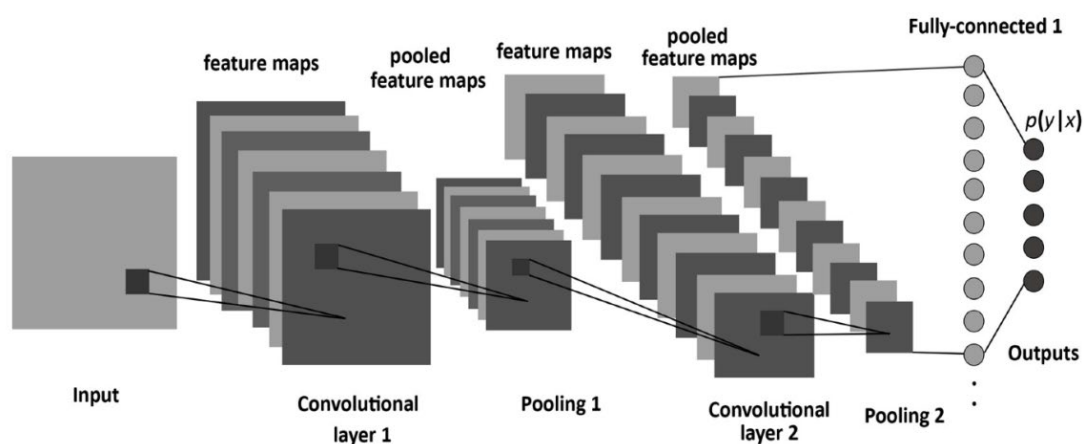 feature maps
pooled
feature maps
feature maps
pooled
feature maps
Fully-connected 1
p(y|x)
Input
Convolutional
layer 1
Pooling 1
Convolutional
layer 2
Pooling 2
Outputs